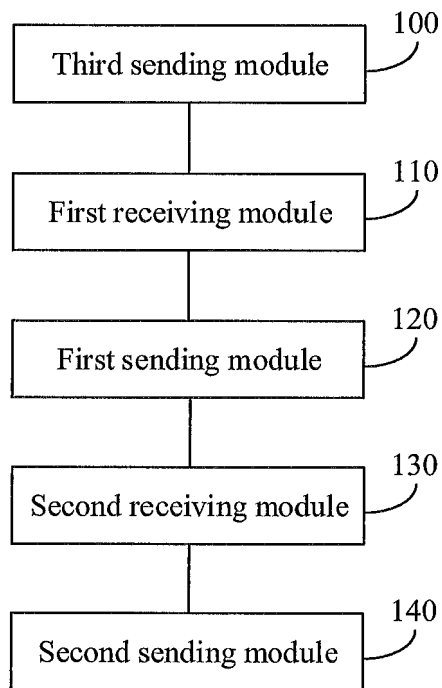 100
Third sending module
110
First receiving module
120
First sending module
130
Second receiving module
140
Second sending module